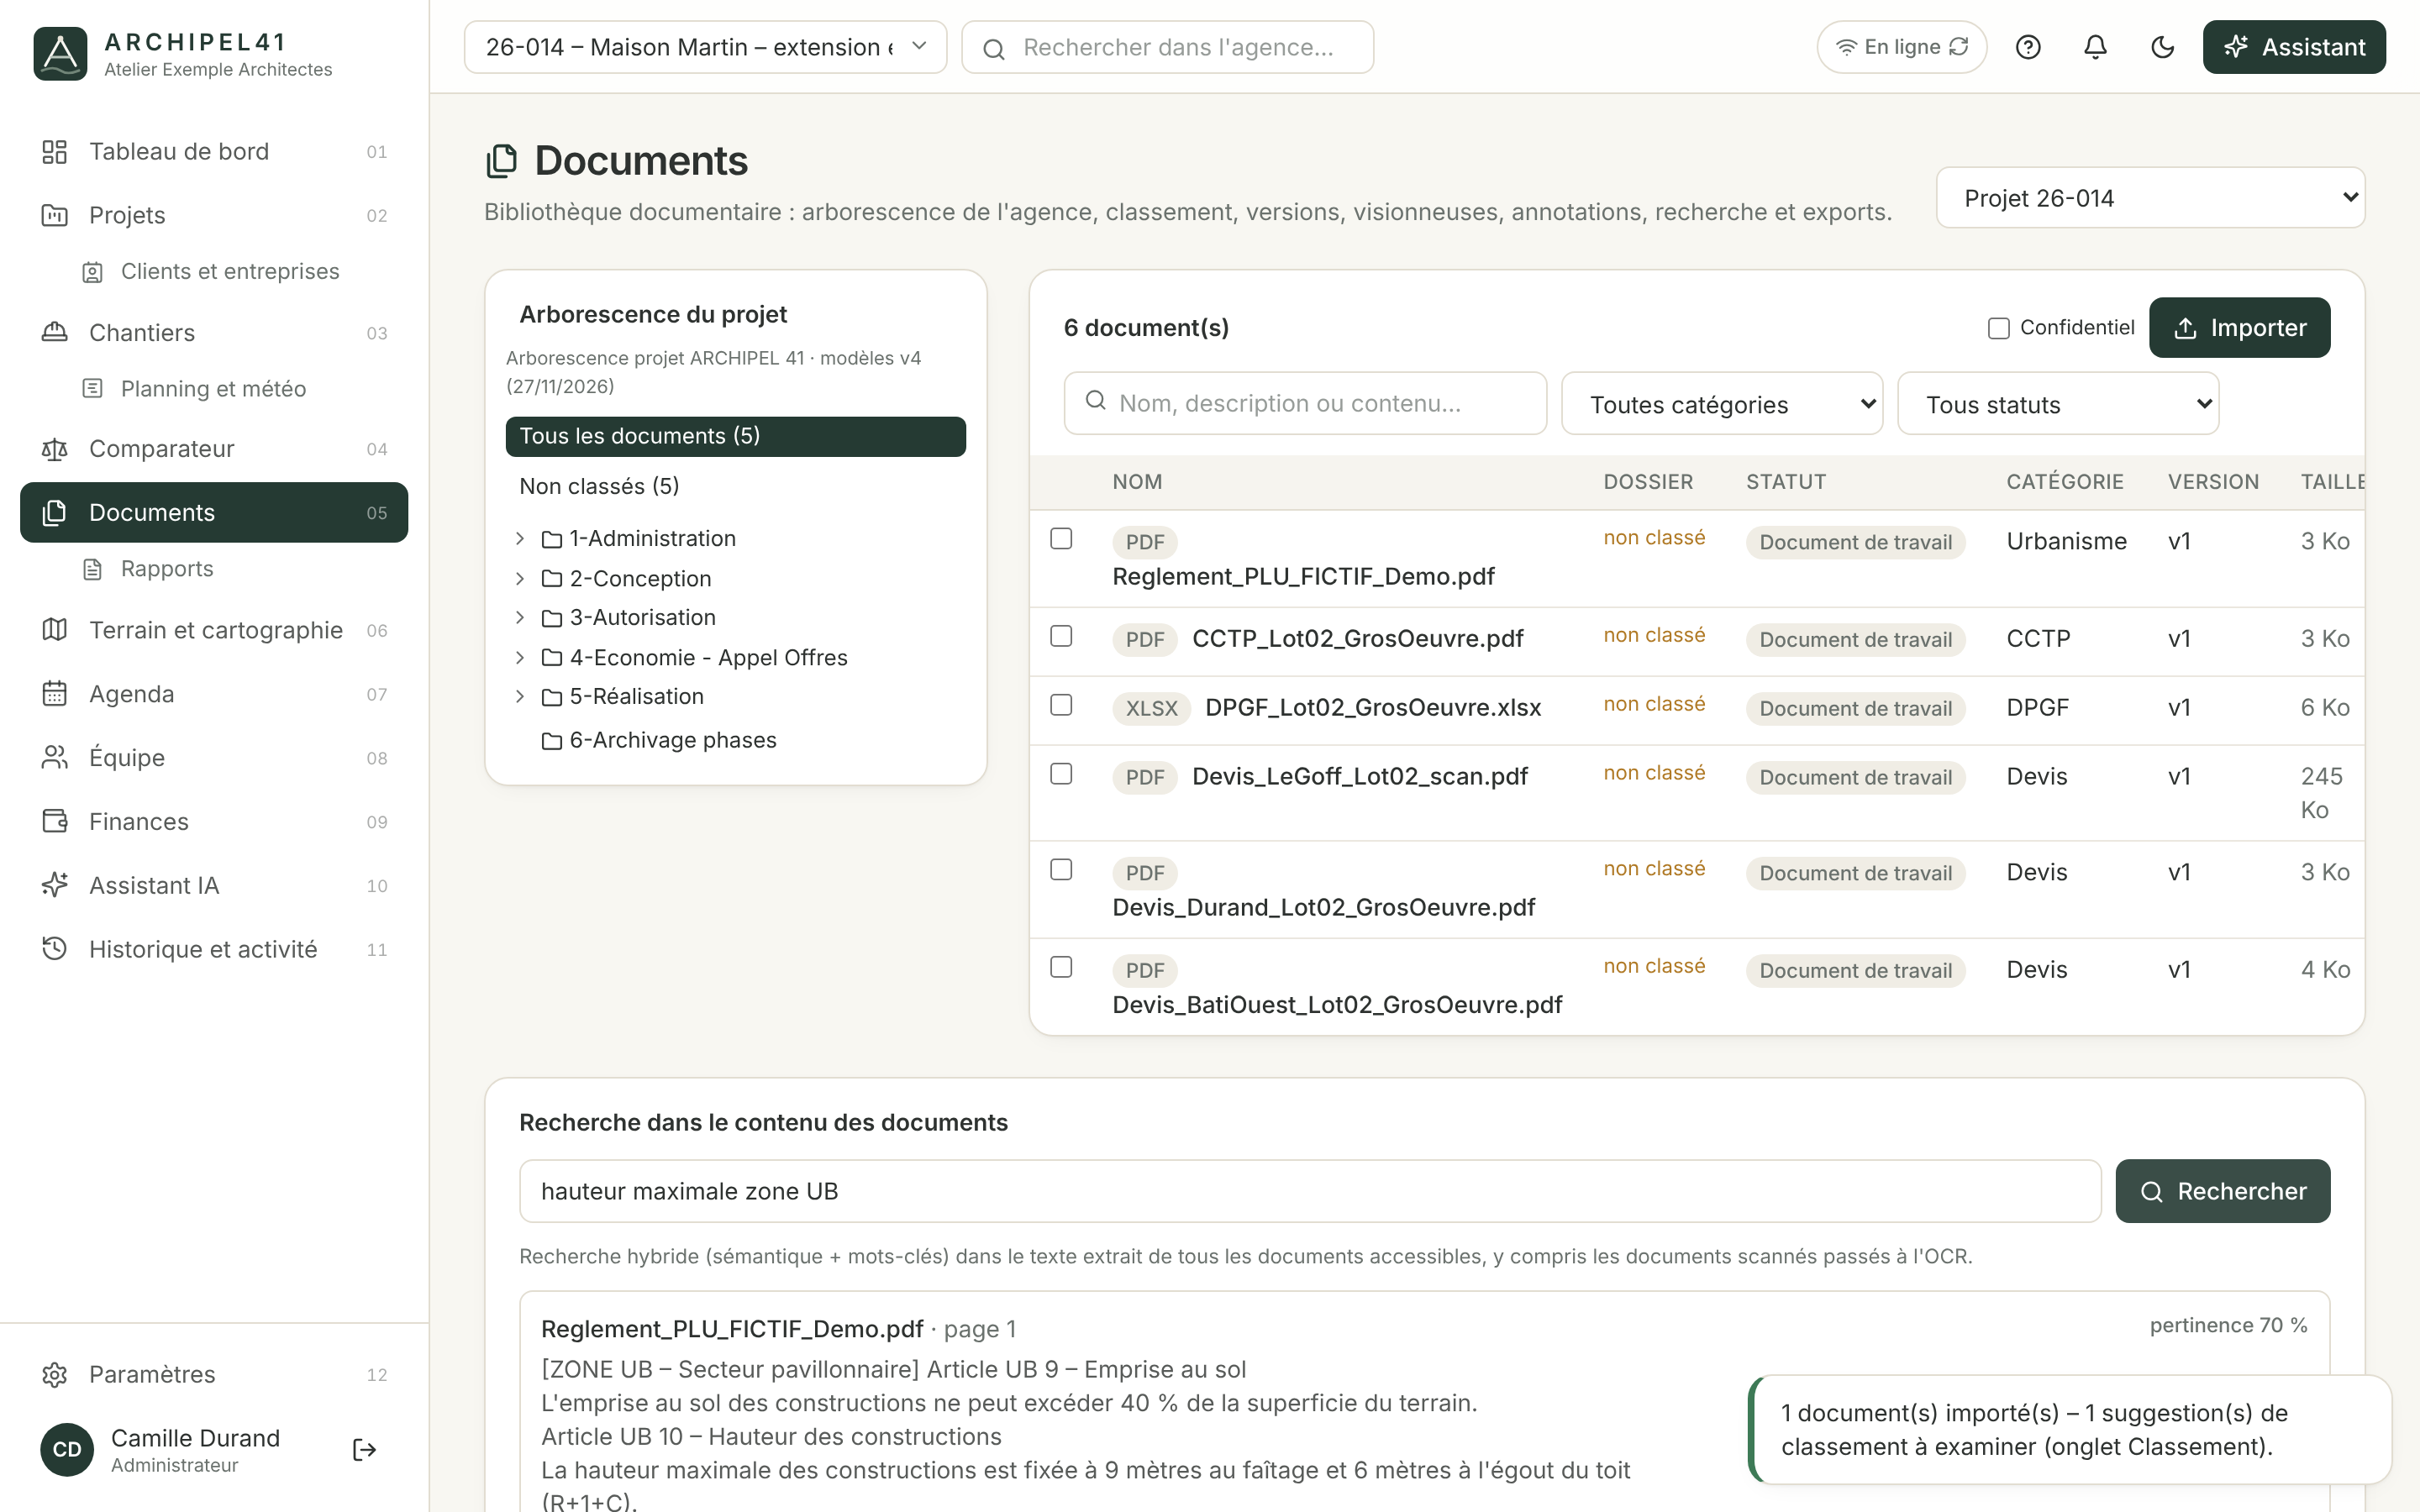 ARCHIPEL41
Atelier Exemple Architectes
Tableau de bord 01
Projets 02
Clients et entreprises
Chantiers 03
Planning et météo
Comparateur 04
Documents 05
Rapports
Terrain et cartographie 06
Agenda 07
Équipe 08
Finances 09
Assistant IA 10
Historique et activité 11
Paramètres 12
CD
Camille Durand
Administrateur
26-014 – Maison Martin – extension
Rechercher dans l'agence...
En ligne
Assistant
Documents
Bibliothèque documentaire : arborescence de l'agence, classement, versions, visionneuses, annotations, recherche et exports.
Projet 26-014
Arborescence du projet
Arborescence projet ARCHIPEL 41 · modèles v4
(27/11/2026)
Tous les documents (5)
Non classés (5)
1-Administration
2-Conception
3-Autorisation
4-Economie - Appel Offres
5-Réalisation
6-Archivage phases
6 document(s)
Confidentiel
Importer
Nom, description ou contenu...
Toutes catégories
Tous statuts
NOM DOSSIER STATUT CATÉGORIE VERSION TAILLE
PDF non classé Document de travail Urbanisme v1 3 Ko
Reglement_PLU_FICTIF_Demo.pdf
PDF CCTP_Lot02_GrosOeuvre.pdf non classé Document de travail CCTP v1 3 Ko
XLSX DPGF_Lot02_GrosOeuvre.xlsx non classé Document de travail DPGF v1 6 Ko
PDF Devis_LeGoff_Lot02_scan.pdf non classé Document de travail Devis v1 245
Ko
PDF non classé Document de travail Devis v1 3 Ko
Devis_Durand_Lot02_GrosOeuvre.pdf
PDF non classé Document de travail Devis v1 4 Ko
Devis_BatiOuest_Lot02_GrosOeuvre.pdf
Recherche dans le contenu des documents
hauteur maximale zone UB
Rechercher
Recherche hybride (sémantique + mots-clés) dans le texte extrait de tous les documents accessibles, y compris les documents scannés passés à l'OCR.
Reglement_PLU_FICTIF_Demo.pdf · page 1
pertinence 70 %
[ZONE UB – Secteur pavillonnaire] Article UB 9 – Emprise au sol
L'emprise au sol des constructions ne peut excéder 40 % de la superficie du terrain.
Article UB 10 – Hauteur des constructions
La hauteur maximale des constructions est fixée à 9 mètres au faîtage et 6 mètres à l'égout du toit
(R+1+C).
1 document(s) importé(s) – 1 suggestion(s) de
classement à examiner (onglet Classement).